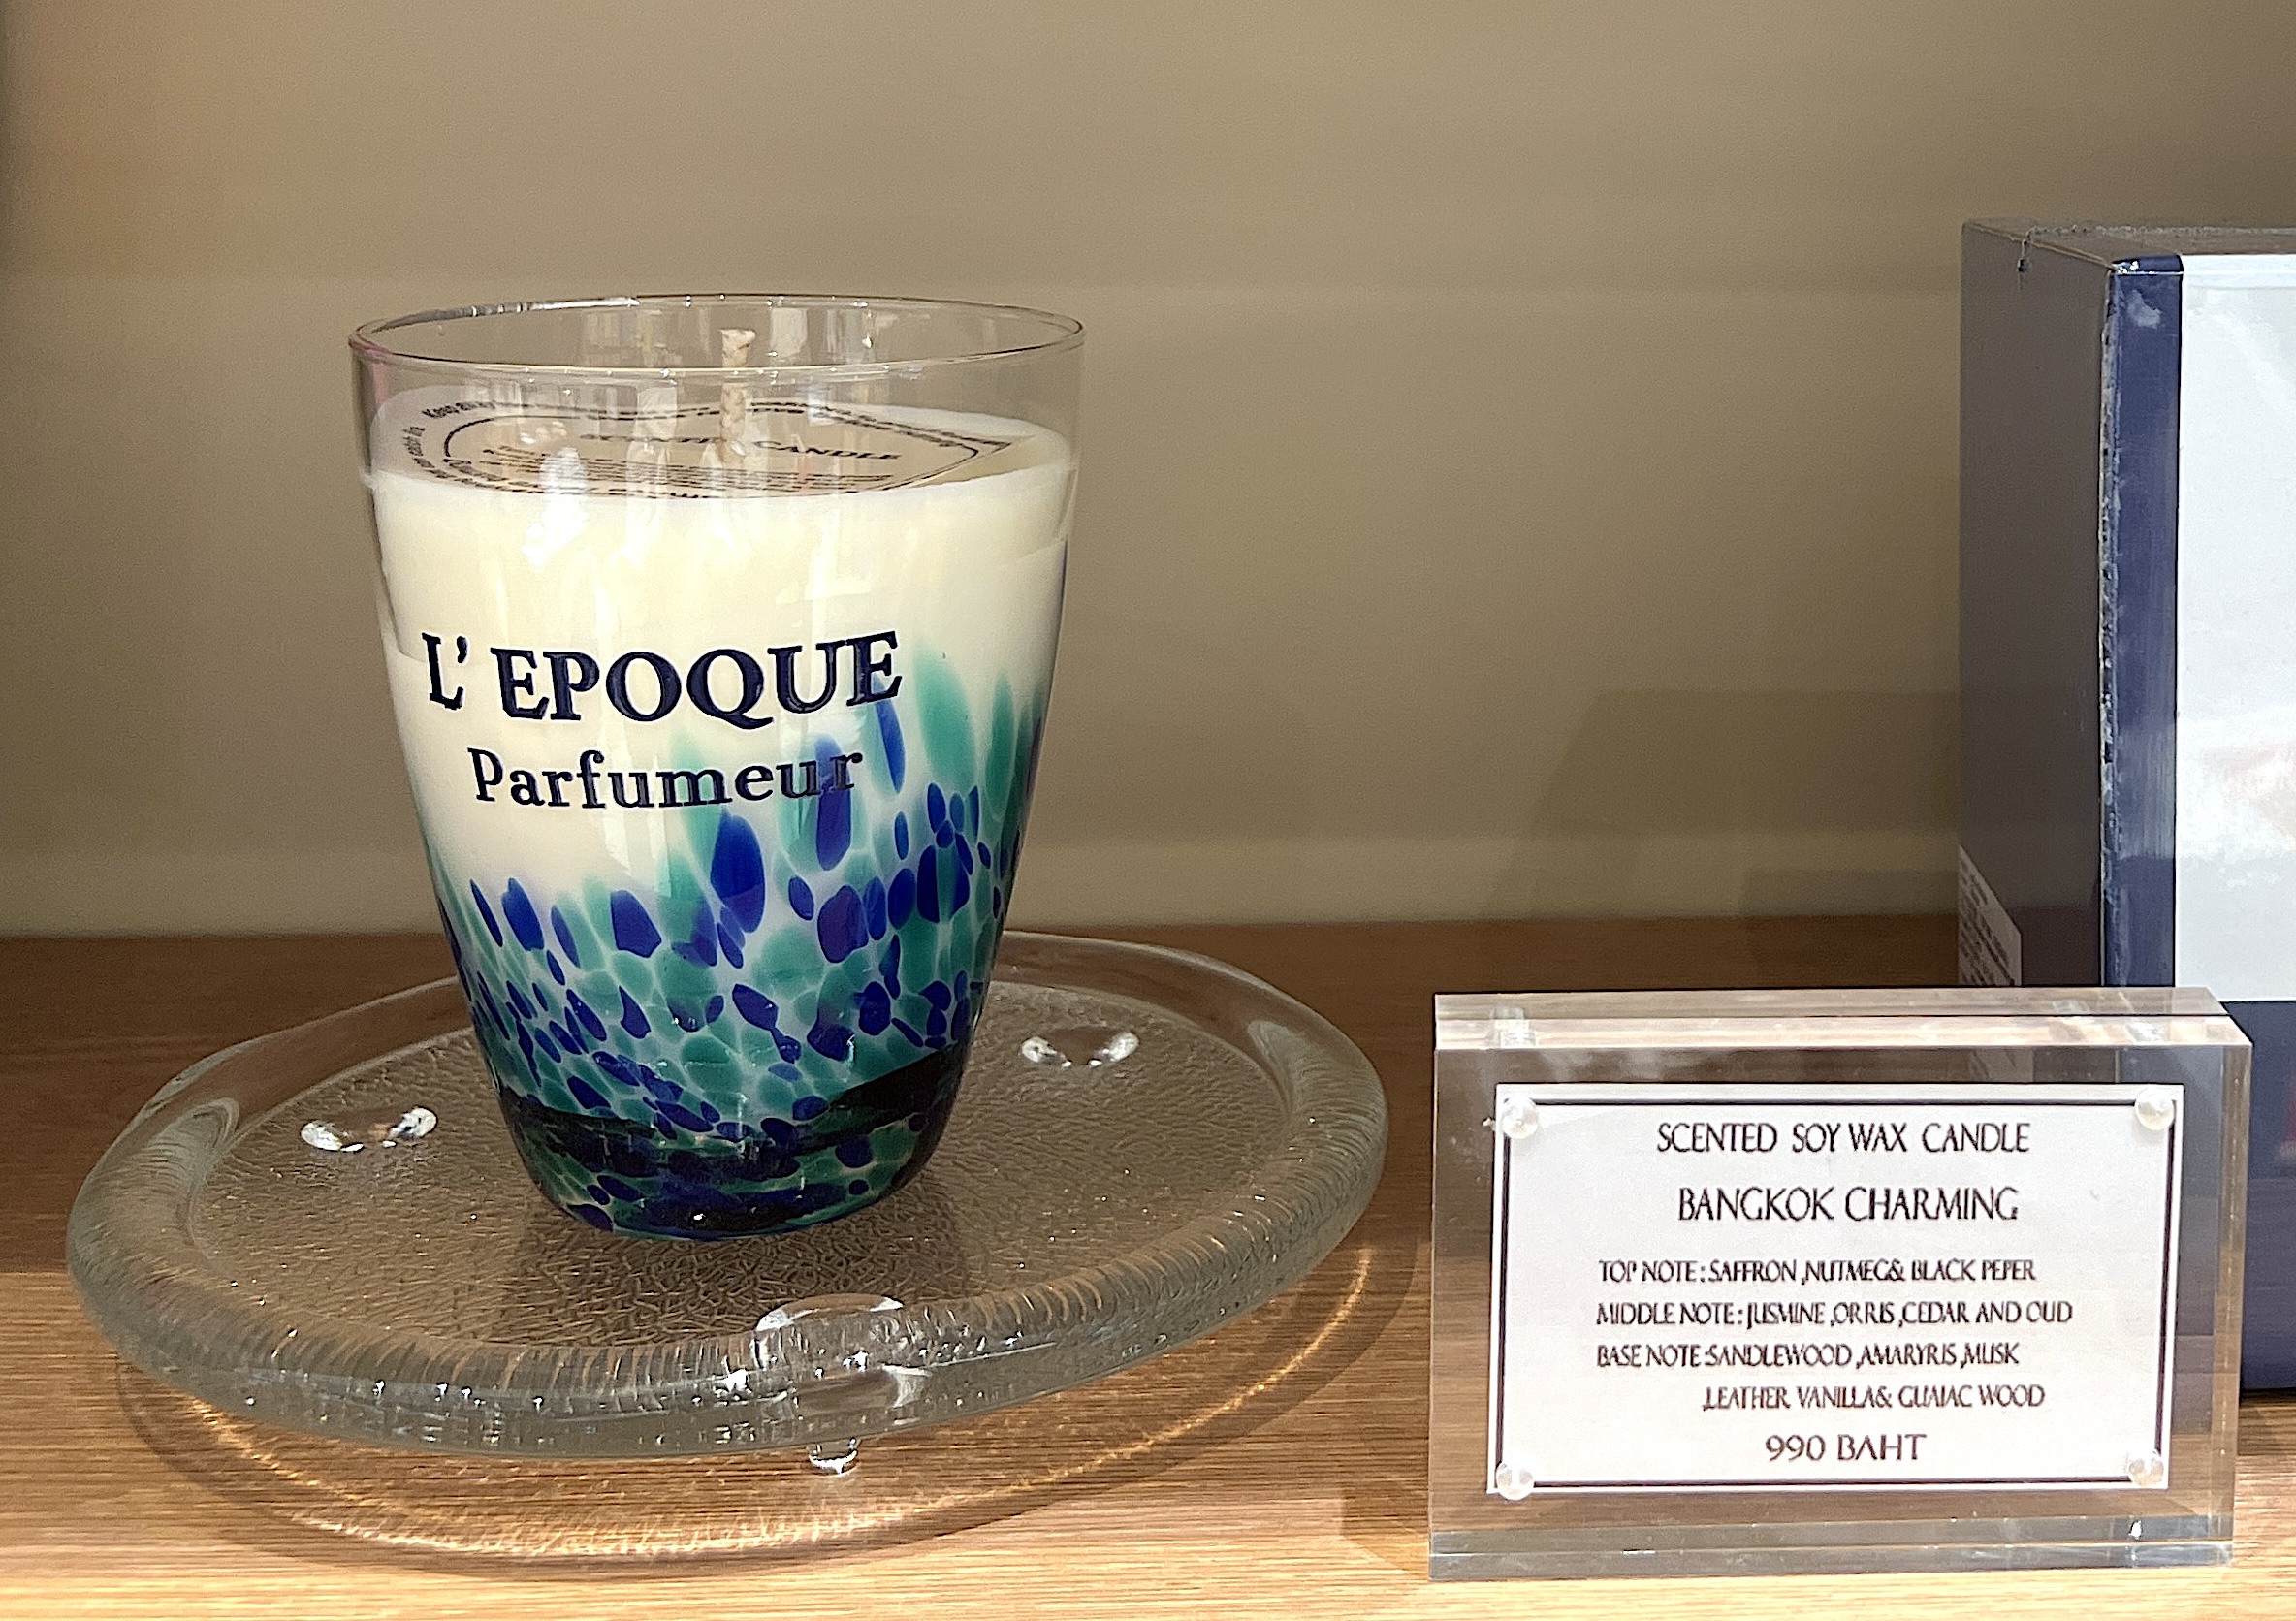 CANDLE
L' EPOQUE
Parfumeur
SCENTED SOY WAX CANDLE
BANGKOK CHARMING
TOP NOTE : SAFFRON ,NUTMEG& BLACK PEPER
MIDDLE NOTE : JUSMINE ,ORRIS ,CEDAR AND OUD
BASE NOTE :SANDLEWOOD ,AMARYRIS ,MUSK
,LEATHER VANILLA& GUAIAC WOOD
990 BAHT